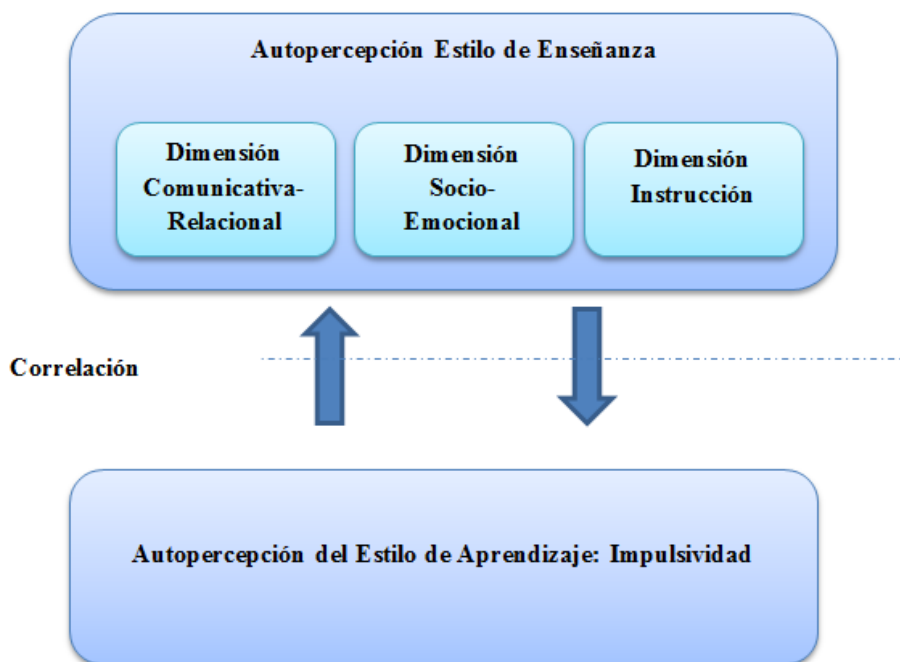 Autopercepción Estilo de Enseñanza
Dimensión
Comunicativa-
Relacional
Dimensión
Socio-
Emocional
Dimensión
Instrucción
Correlación
Autopercepción del Estilo de Aprendizaje: Impulsividad